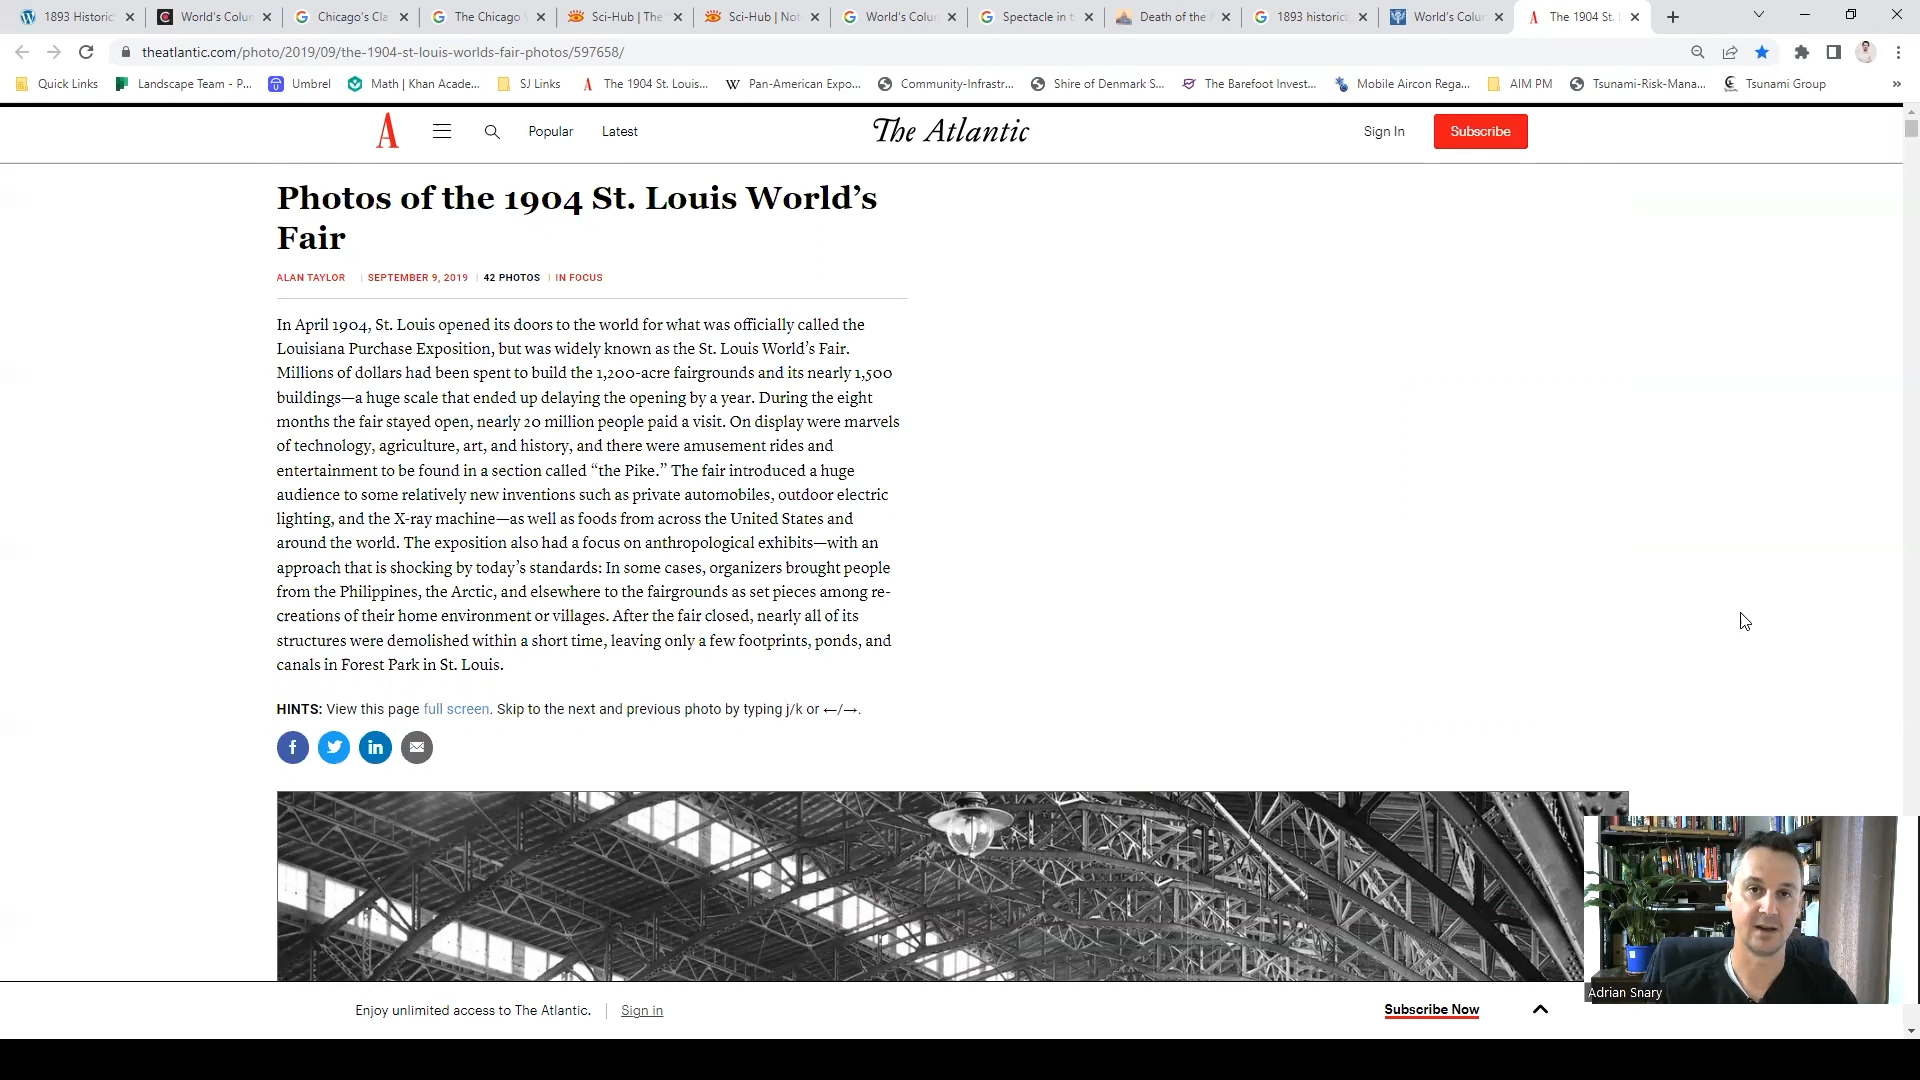 1893 Historic
World's Colum
Chicago's Cla
The Chicago
Sci-Hub | The
Sci-Hub | Not
World's Colum
Spectacle in t
Death of the
1893 historic
World's Colum
The 1904 St.
theatlantic.com/photo/2019/09/the-1904-st-louis-worlds-fair-photos/597658/
Quick Links
Landscape Team - P...
Umbrel
Math | Khan Acade...
SJ Links
The 1904 St. Louis...
Pan-American Expo...
Community-Infrastr...
Shire of Denmark S...
The Barefoot Invest...
Mobile Aircon Rega...
AIM PM
Tsunami-Risk-Mana...
Tsunami Group
»
A
Popular
Latest
The Atlantic
Sign In
Subscribe
Photos of the 1904 St. Louis World's
Fair
ALAN TAYLOR | SEPTEMBER 9, 2019 | 42 PHOTOS | IN FOCUS
In April 1904, St. Louis opened its doors to the world for what was officially called the
Louisiana Purchase Exposition, but was widely known as the St. Louis World's Fair.
Millions of dollars had been spent to build the 1,200-acre fairgrounds and its nearly 1,500
buildings—a huge scale that ended up delaying the opening by a year. During the eight
months the fair stayed open, nearly 20 million people paid a visit. On display were marvels
of technology, agriculture, art, and history, and there were amusement rides and
entertainment to be found in a section called “the Pike.” The fair introduced a huge
audience to some relatively new inventions such as private automobiles, outdoor electric
lighting, and the X-ray machine—as well as foods from across the United States and
around the world. The exposition also had a focus on anthropological exhibits—with an
approach that is shocking by today's standards: In some cases, organizers brought people
from the Philippines, the Arctic, and elsewhere to the fairgrounds as set pieces among re-
creations of their home environment or villages. After the fair closed, nearly all of its
structures were demolished within a short time, leaving only a few footprints, ponds, and
canals in Forest Park in St. Louis.
HINTS: View this page full screen. Skip to the next and previous photo by typing j/k or ←/→.
Adrian Snary
Enjoy unlimited access to The Atlantic. | Sign in
Subscribe Now